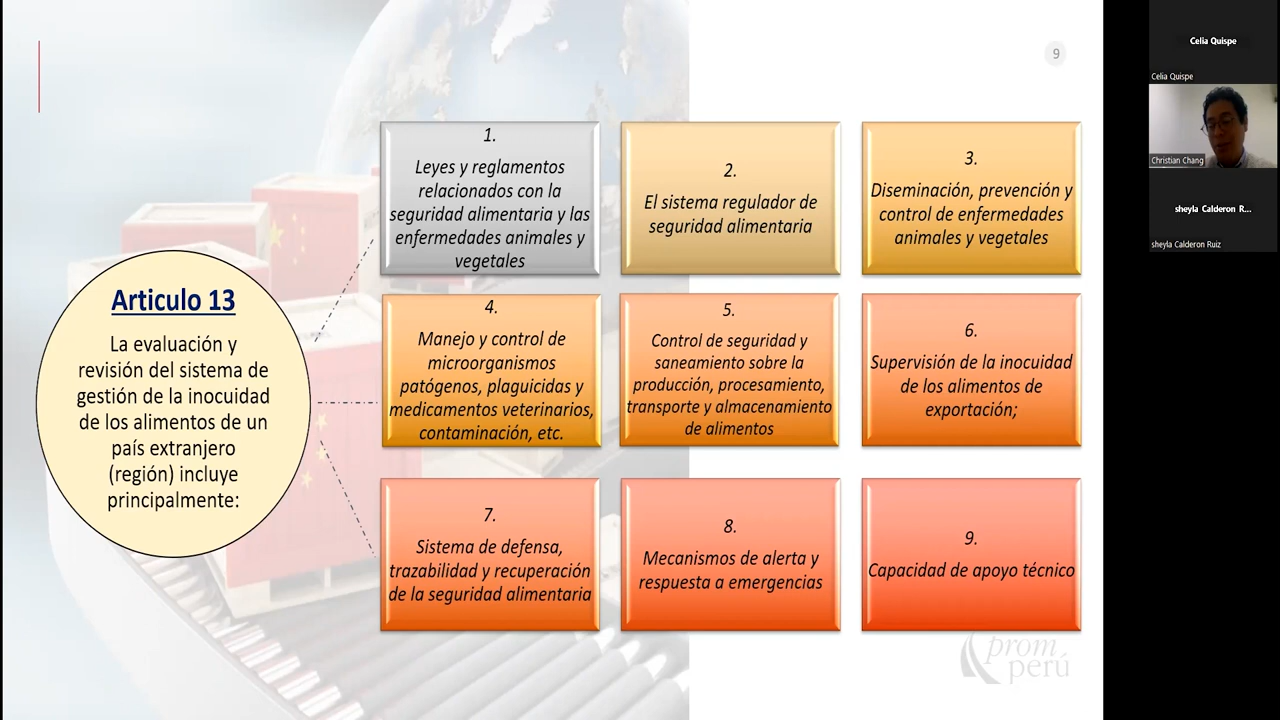 9
Articulo 13
La evaluación y
revisión del sistema de
gestión de la inocuidad
de los alimentos de un
país extranjero
(región) incluye
principalmente:
1.
Leyes y reglamentos
relacionados con la
seguridad alimentaria y las
enfermedades animales y
vegetales
2.
El sistema regulador de
seguridad alimentaria
3.
Diseminación, prevención y
control de enfermedades
animales y vegetales
4.
Manejo y control de
microorganismos
patógenos, plaguicidas y
medicamentos veterinarios,
contaminación, etc.
5.
Control de seguridad y
saneamiento sobre la
producción, procesamiento,
transporte y almacenamiento
de alimentos
6.
Supervisión de la inocuidad
de los alimentos de
exportación;
7.
Sistema de defensa,
trazabilidad y recuperación
de la seguridad alimentaria
8.
Mecanismos de alerta y
respuesta a emergencias
9.
Capacidad de apoyo técnico
prom
perú
Celia Quispe
Celia Quispe
Christian Chang
sheyla Calderon R...
sheyla Calderon Ruiz